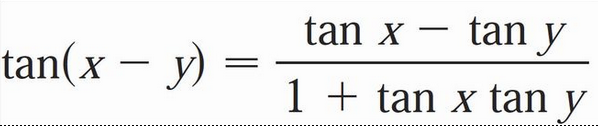 tan(x − y) = (tan x − tan y) / (1 + tan x tan y)